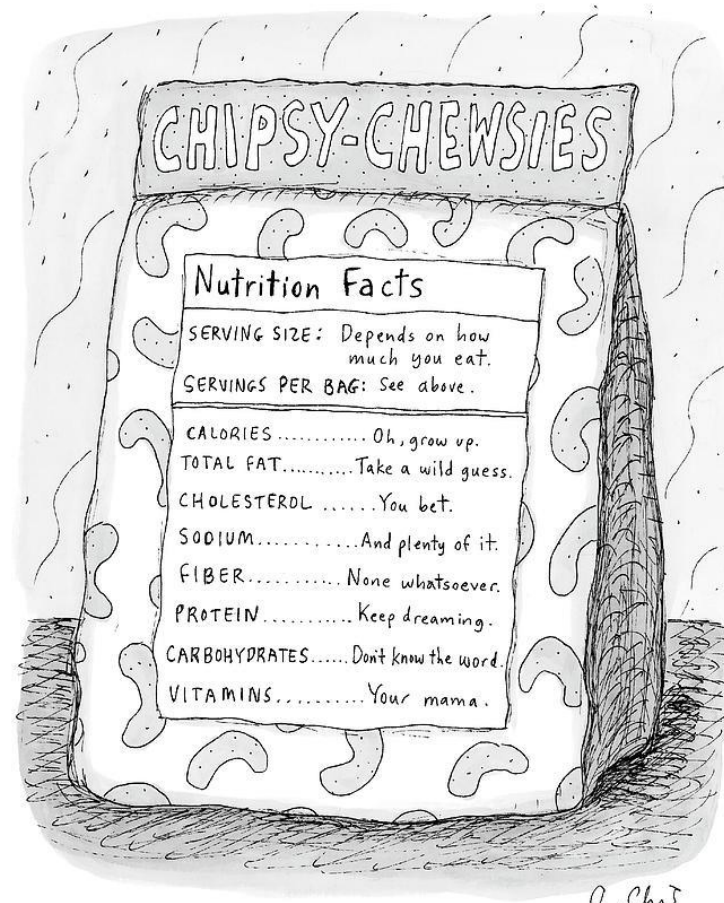 CHIPSY-CHEWSIES
Nutrition Facts
SERVING SIZE: Depends on how
much you eat.
SERVINGS PER BAG: See above.
CALORIES............ Oh, grow up.
TOTAL FAT..........Take a wild guess.
CHOLESTEROL ......You bet.
SODIUM............And plenty of it.
FIBER........... None whatsoever.
PROTEIN...........Keep dreaming.
CARBOHYDRATES......Don't know the word.
VITAMINS...........Your mama.